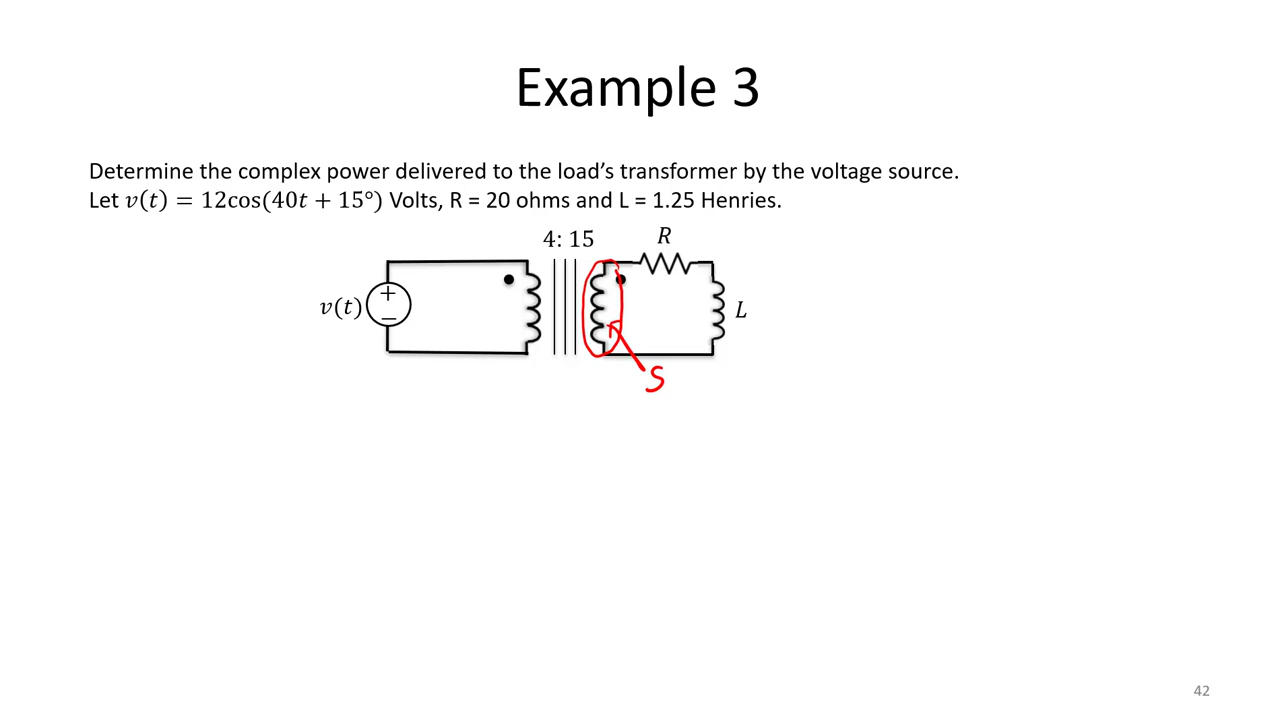 Example 3
Determine the complex power delivered to the load’s transformer by the voltage source.
Let v(t) = 12cos(40t + 15°) Volts, R = 20 ohms and L = 1.25 Henries.
4: 15
R
v(t)
+
−
L
S
42